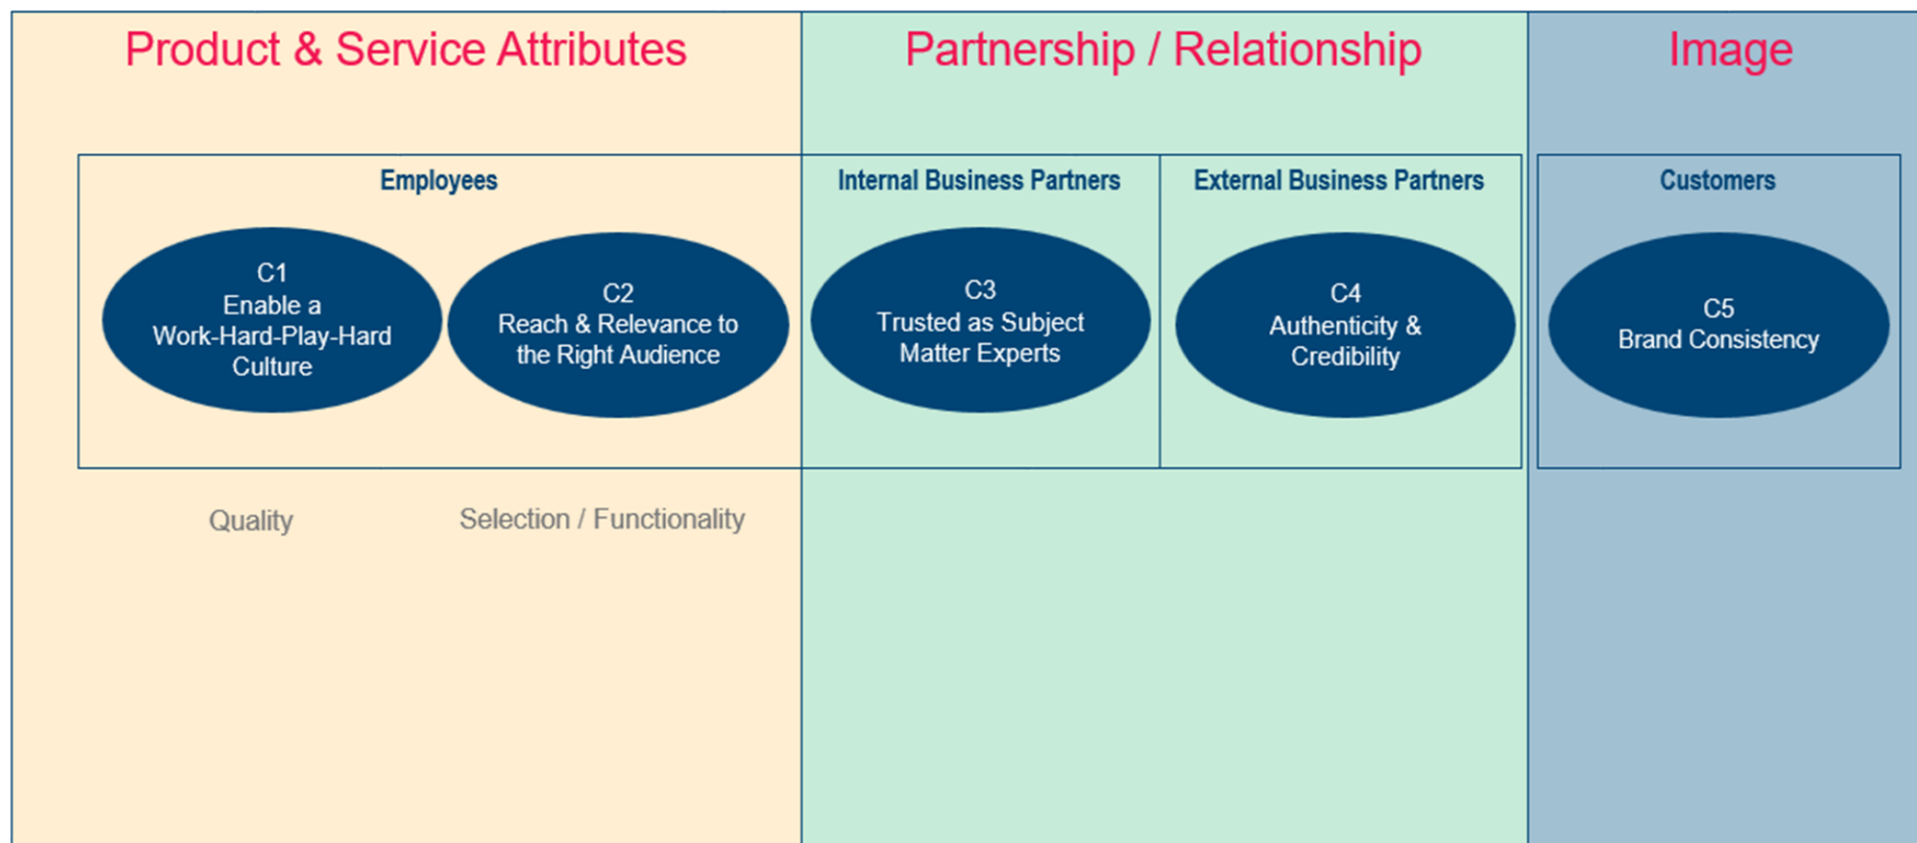 Product & Service Attributes
Partnership / Relationship
Image
Employees
Internal Business Partners
External Business Partners
Customers
C1
Enable a
Work-Hard-Play-Hard
Culture
C2
Reach & Relevance to
the Right Audience
C3
Trusted as Subject
Matter Experts
C4
Authenticity &
Credibility
C5
Brand Consistency
Quality
Selection / Functionality